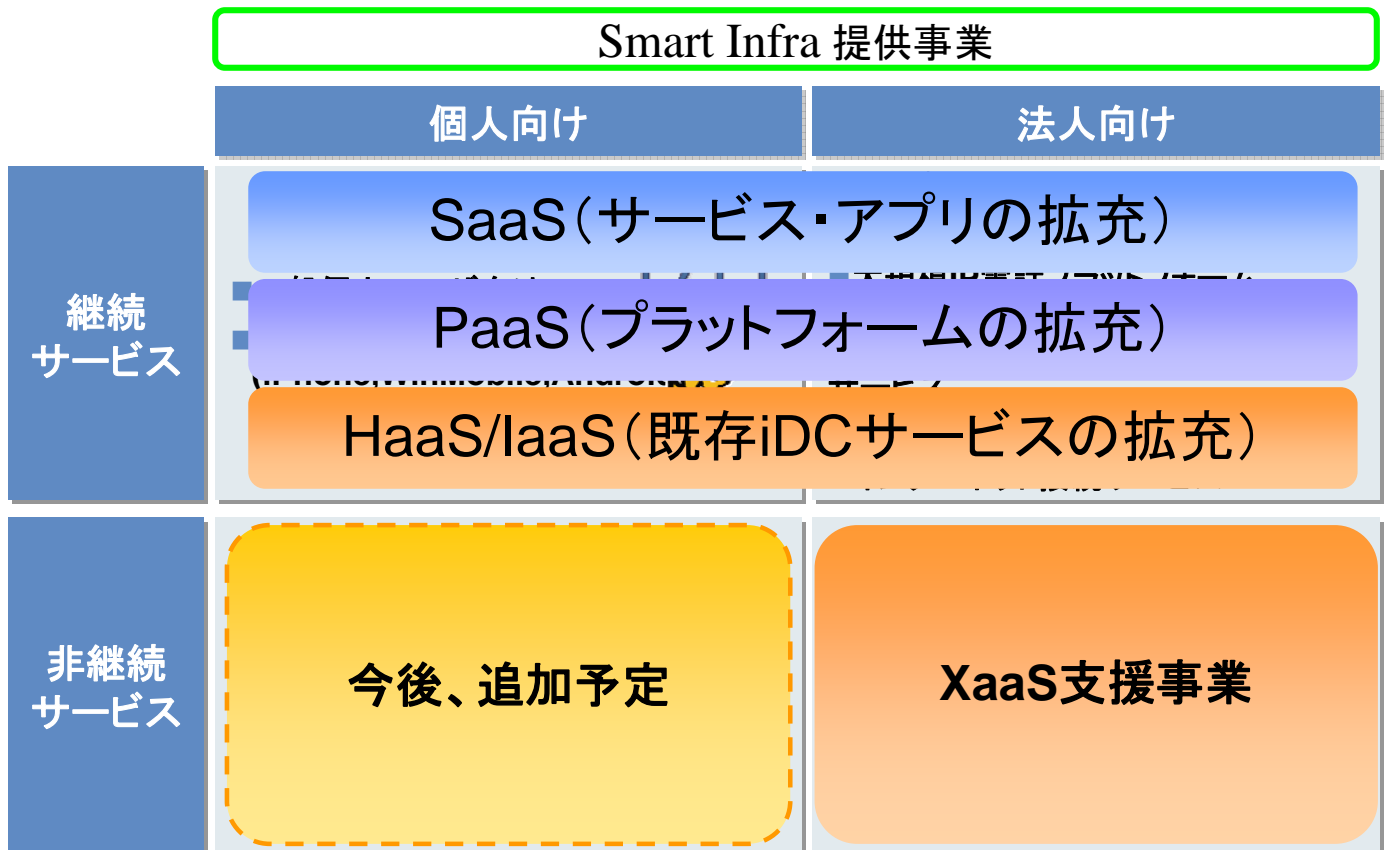 Smart Infra 提供事業
個人向け
法人向け
継続
サービス
SaaS（サービス・アプリの拡充）
PaaS（プラットフォームの拡充）
HaaS/IaaS（既存iDCサービスの拡充）
非継続
サービス
今後、追加予定
XaaS支援事業